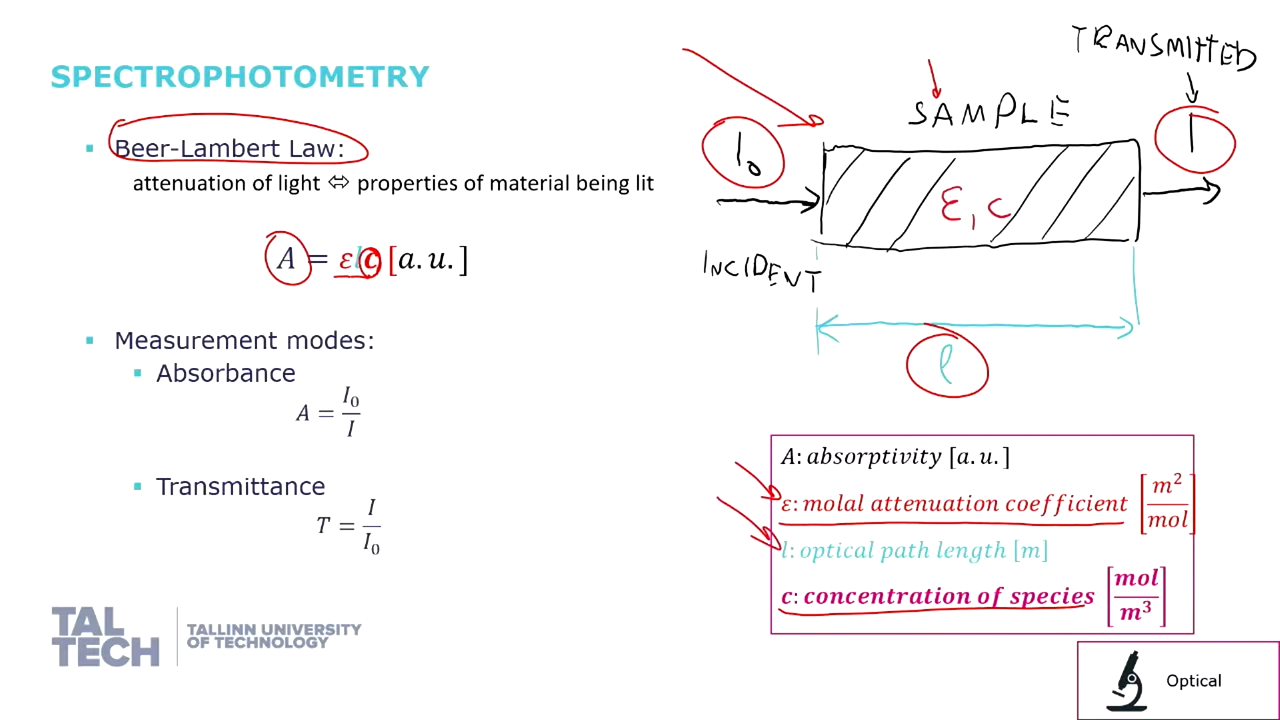 SPECTROPHOTOMETRY
▪ Beer-Lambert Law:
attenuation of light ⇔ properties of material being lit
A = εlc [a.u.]
▪ Measurement modes:
▪ Absorbance
A = I₀/I
▪ Transmittance
T = I/I₀
TAL
TECH
TALLINN UNIVERSITY
OF TECHNOLOGY
TRANSMITTED
SAMPLE
I₀
I
ε, c
INCIDENT
l
A: absorptivity [a.u.]
ε: molal attenuation coefficient [m²/mol]
l: optical path length [m]
c: concentration of species [mol/m³]
Optical